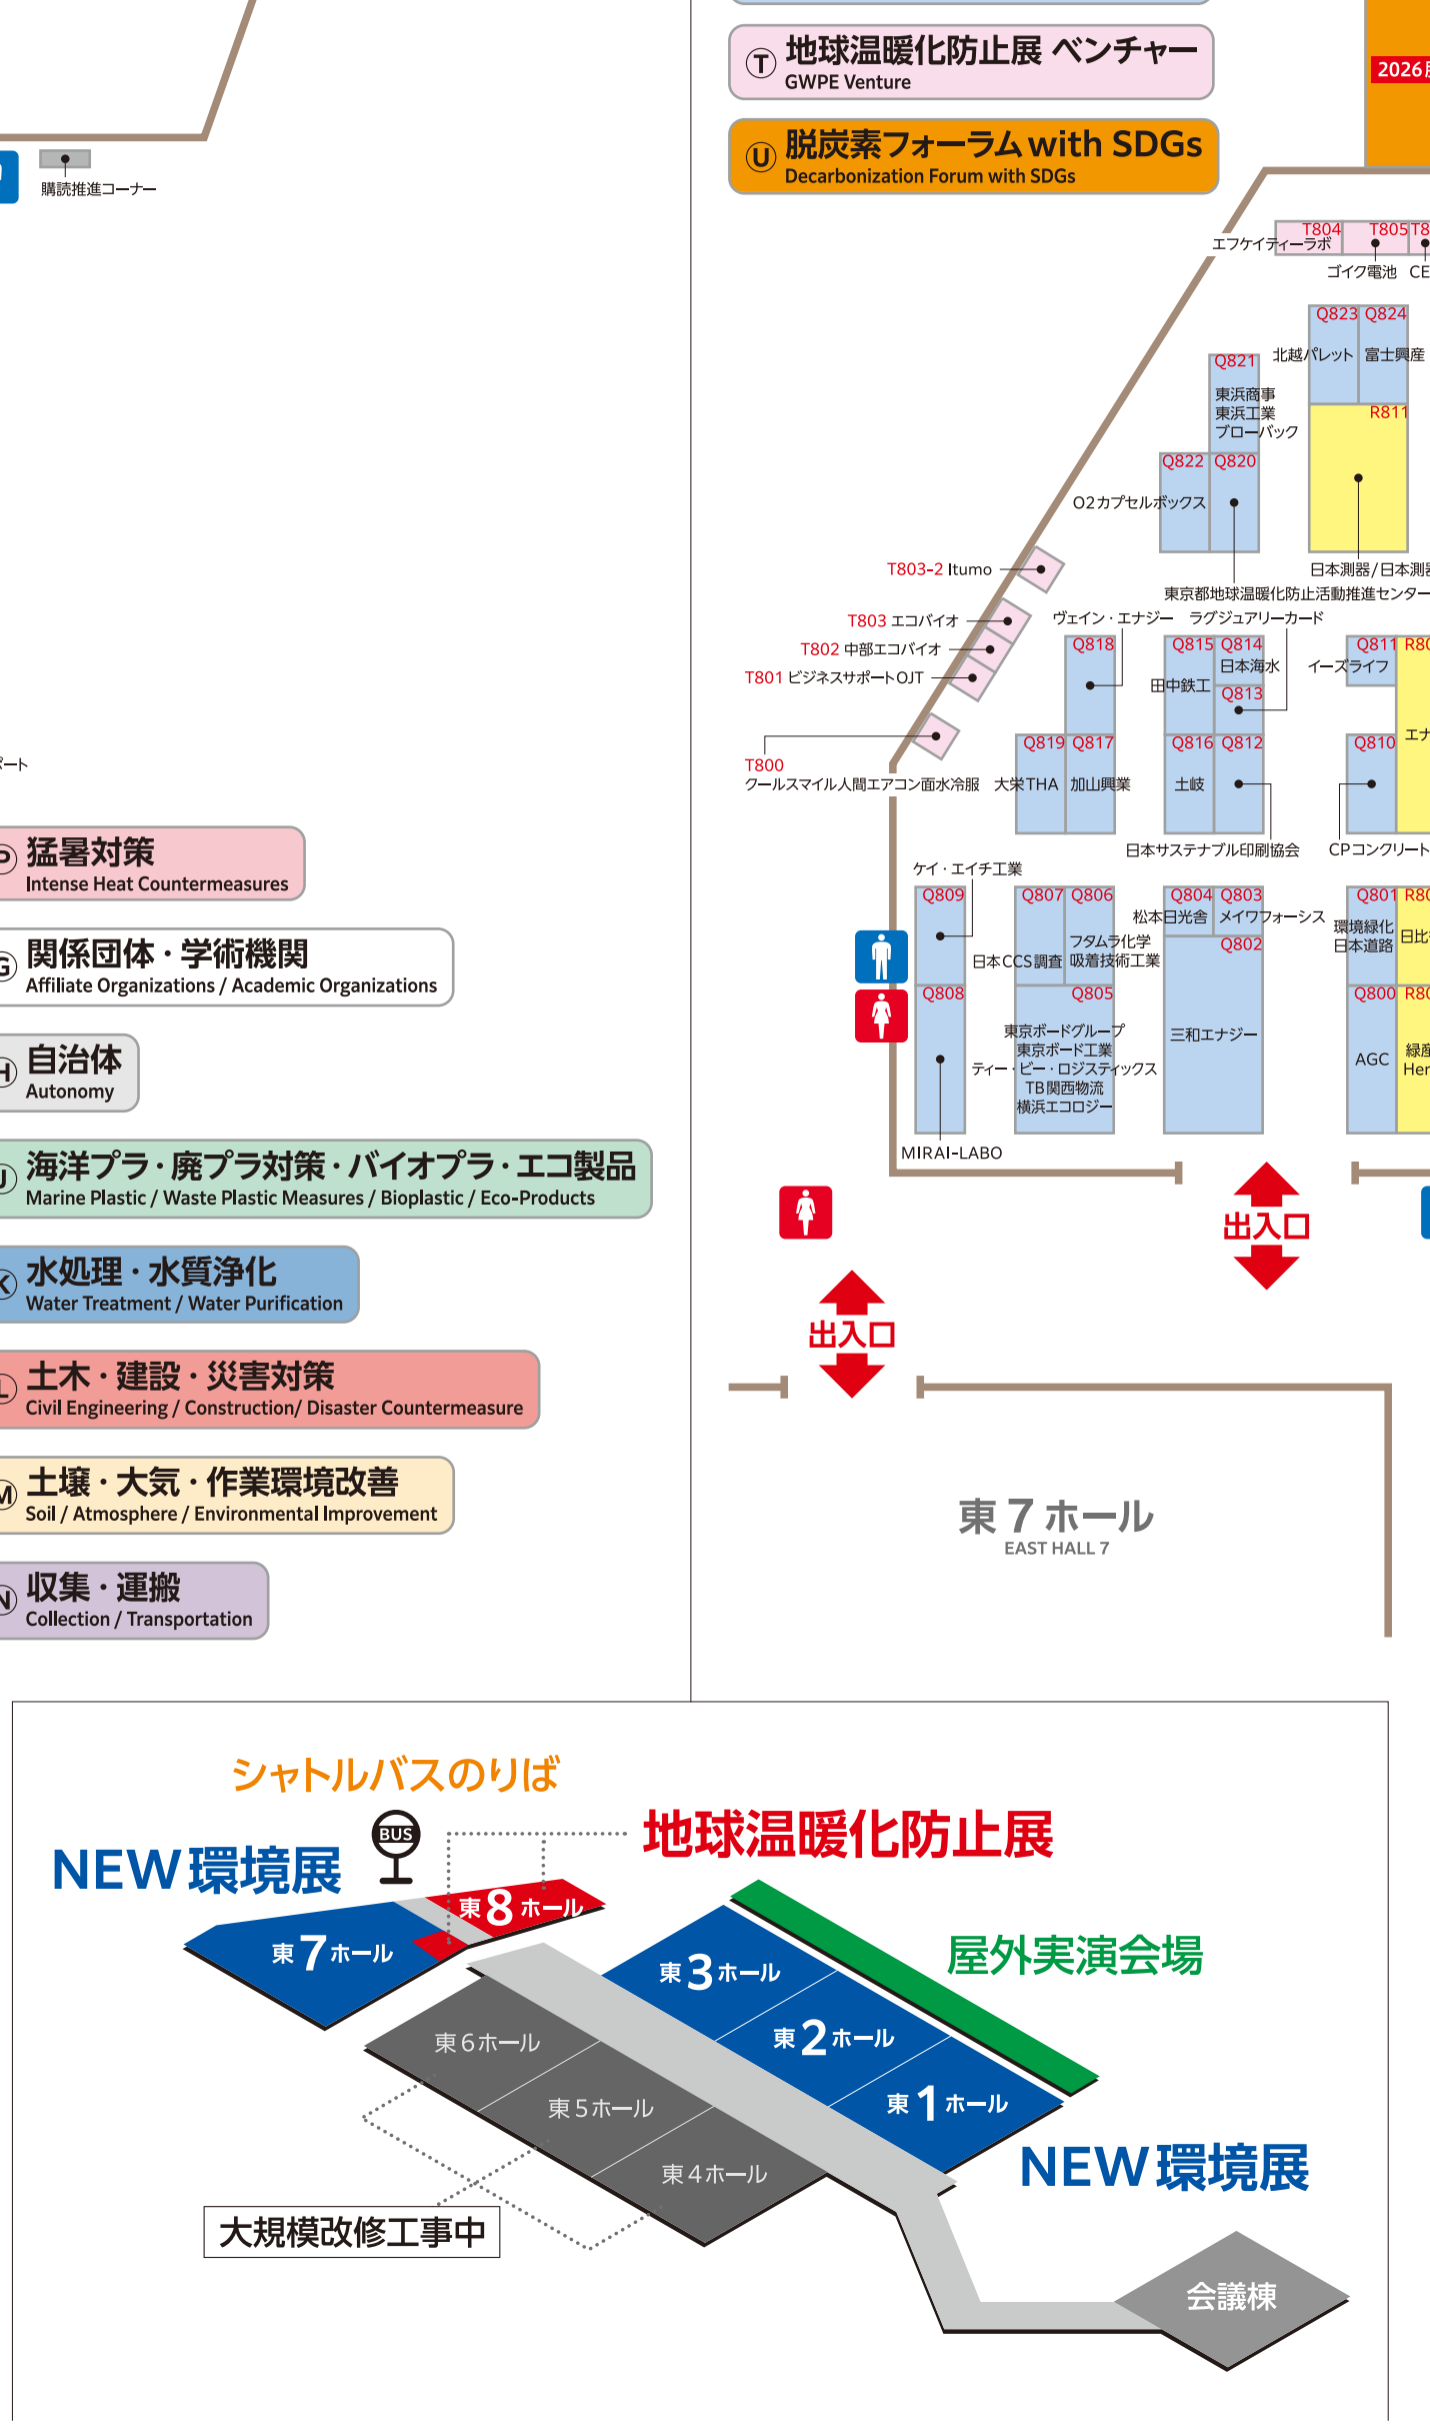 購読推進コーナー
ート
P 猛暑対策
Intense Heat Countermeasures
G 関係団体・学術機関
Affiliate Organizations / Academic Organizations
H 自治体
Autonomy
J 海洋プラ・廃プラ対策・バイオプラ・エコ製品
Marine Plastic / Waste Plastic Measures / Bioplastic / Eco-Products
K 水処理・水質浄化
Water Treatment / Water Purification
L 土木・建設・災害対策
Civil Engineering / Construction/ Disaster Countermeasure
M 土壌・大気・作業環境改善
Soil / Atmosphere / Environmental Improvement
N 収集・運搬
Collection / Transportation
T 地球温暖化防止展 ベンチャー
GWPE Venture
U 脱炭素フォーラム with SDGs
Decarbonization Forum with SDGs
2026
T804 T805 T8
エフケイティーラボ
ゴイク電池 CE
Q823 Q824
北越パレット 富士興産
Q821
東浜商事
東浜工業
ブローバック
R811
Q822 Q820
O2カプセルボックス
日本測器/日本測
東京都地球温暖化防止活動推進センター
T803-2 Itumo
T803 エコバイオ
T802 中部エコバイオ
T801 ビジネスサポートOJT
T800
クールスマイル人間エアコン面水冷服
ヴェイン・エナジー ラグジュアリーカード
Q818 Q815 Q814 Q811 R80
日本海水 イーズライフ
田中鉄工 Q813
Q819 Q817 Q816 Q812 Q810
エナ
大栄THA 加山興業 土岐
日本サステナブル印刷協会 CPコンクリート
ケイ・エイチ工業
Q809 Q807 Q806 Q804 Q803 Q801 R80
松本日光舎 メイワフォーシス
環境緑化
日本道路
日比
フタムラ化学
吸着技術工業
日本CCS調査
Q802
Q808 Q805 Q800 R80
三和エナジー
東京ボードグループ
東京ボード工業
ティー・ビー・ロジスティックス
TB関西物流
横浜エコロジー
AGC 緑産
Her
MIRAI-LABO
出入口
出入口
東7ホール
EAST HALL 7
シャトルバスのりば
BUS
地球温暖化防止展
NEW環境展
東8ホール
東7ホール
屋外実演会場
東3ホール
東2ホール
東1ホール
東6ホール
東5ホール
東4ホール
NEW環境展
大規模改修工事中
会議棟